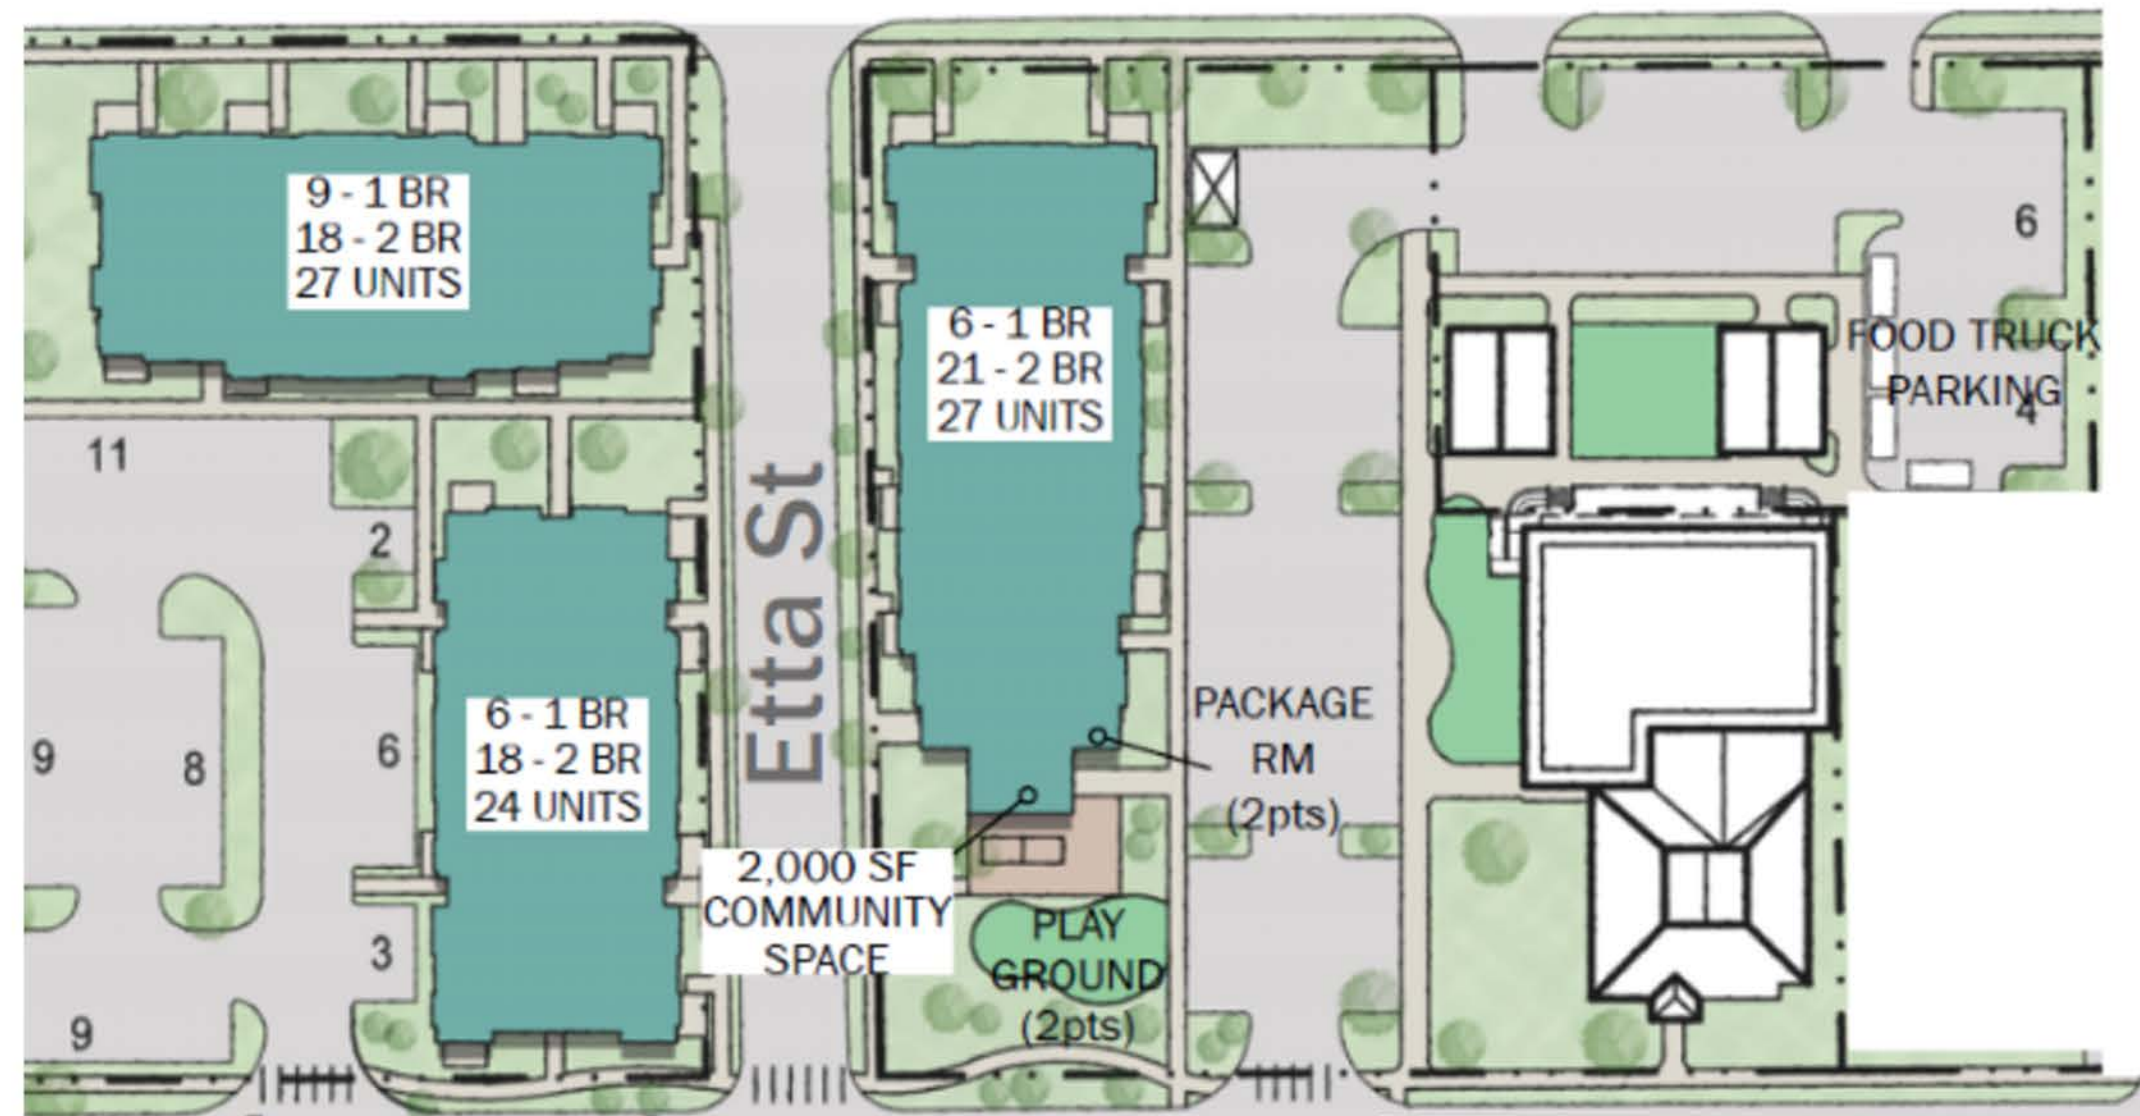 9 - 1 BR
18 - 2 BR
27 UNITS
6 - 1 BR
21 - 2 BR
27 UNITS
6
FOOD TRUCK
PARKING
4
11
2
Etta St
9
8
6
6 - 1 BR
18 - 2 BR
24 UNITS
PACKAGE
RM
(2pts)
2,000 SF
COMMUNITY
SPACE
PLAY
GROUND
(2pts)
3
9